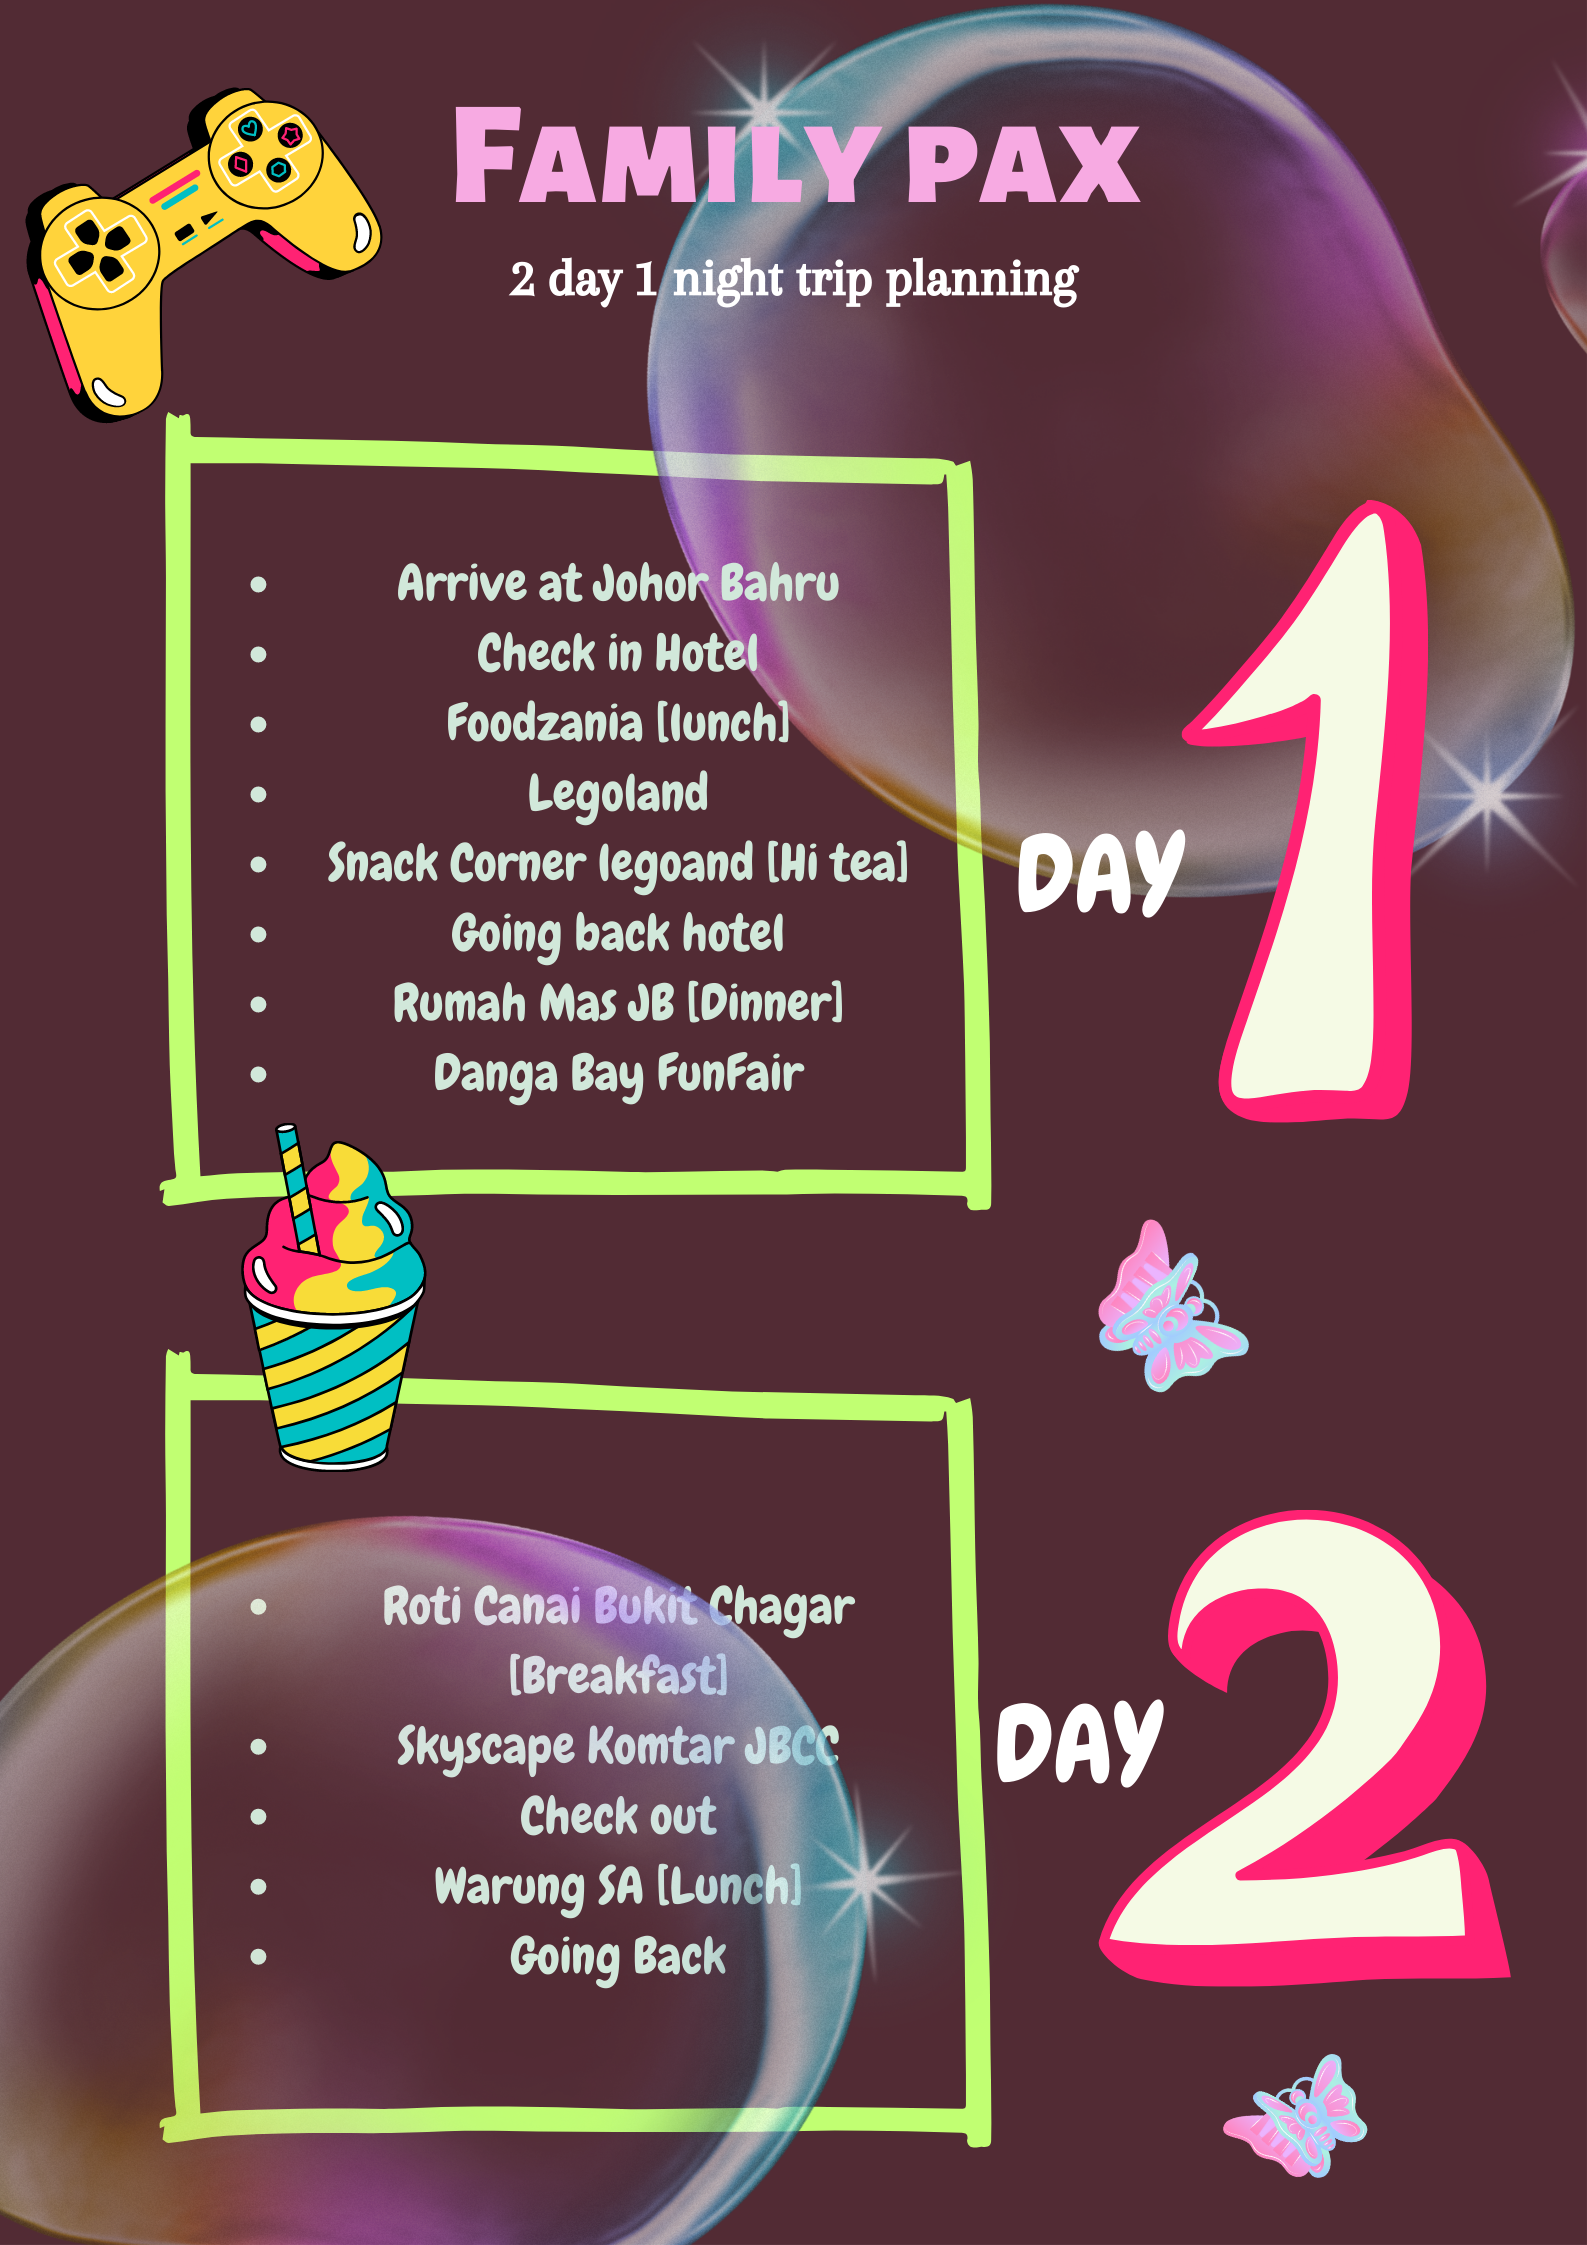 Family pax
2 day 1 night trip planning
Arrive at Johor Bahru
Check in Hotel
Foodzania [lunch]
Legoland
Snack Corner legoand [Hi tea]
Going back hotel
Rumah Mas JB [Dinner]
Danga Bay FunFair
DAY 1
Roti Canai Bukit Chagar
[Breakfast]
Skyscape Komtar JBCC
Check out
Warung SA [Lunch]
Going Back
DAY 2